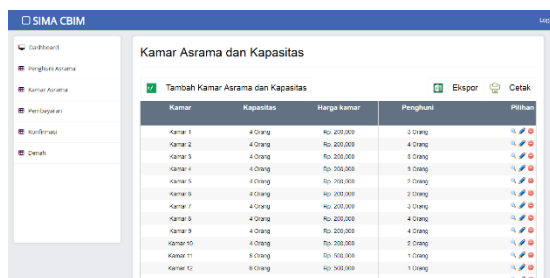 SIMA CBIM
Log
Dashboard
Penghuni Asrama
Kamar Asrama
Pembayaran
Konfirmasi
Denah
Kamar Asrama dan Kapasitas
Tambah Kamar Asrama dan Kapasitas Ekspor Cetak
Kamar Kapasitas Harga kamar Penghuni Pilihan
Kamar 1 4 Orang Rp. 200,000 3 Orang
Kamar 2 4 Orang Rp. 200,000 4 Orang
Kamar 3 4 Orang Rp. 200,000 3 Orang
Kamar 4 4 Orang Rp. 200,000 Orang
Kamar 5 4 Orang Rp. 200,000 2 Orang
Kamar 6 4 Orang Rp. 200,000 2 Orang
Kamar 7 4 Orang Rp. 200,000 3 Orang
Kamar 8 4 Orang Rp. 200,000 4 Orang
Kamar 9 4 Orang Rp. 200,000 4 Orang
Kamar 10 4 Orang Rp. 200,000 Orang
Kamar 11 Orang Rp. 500,000 1 Orang
Kamar 12 Orang Rp. 500,000 1 Orang